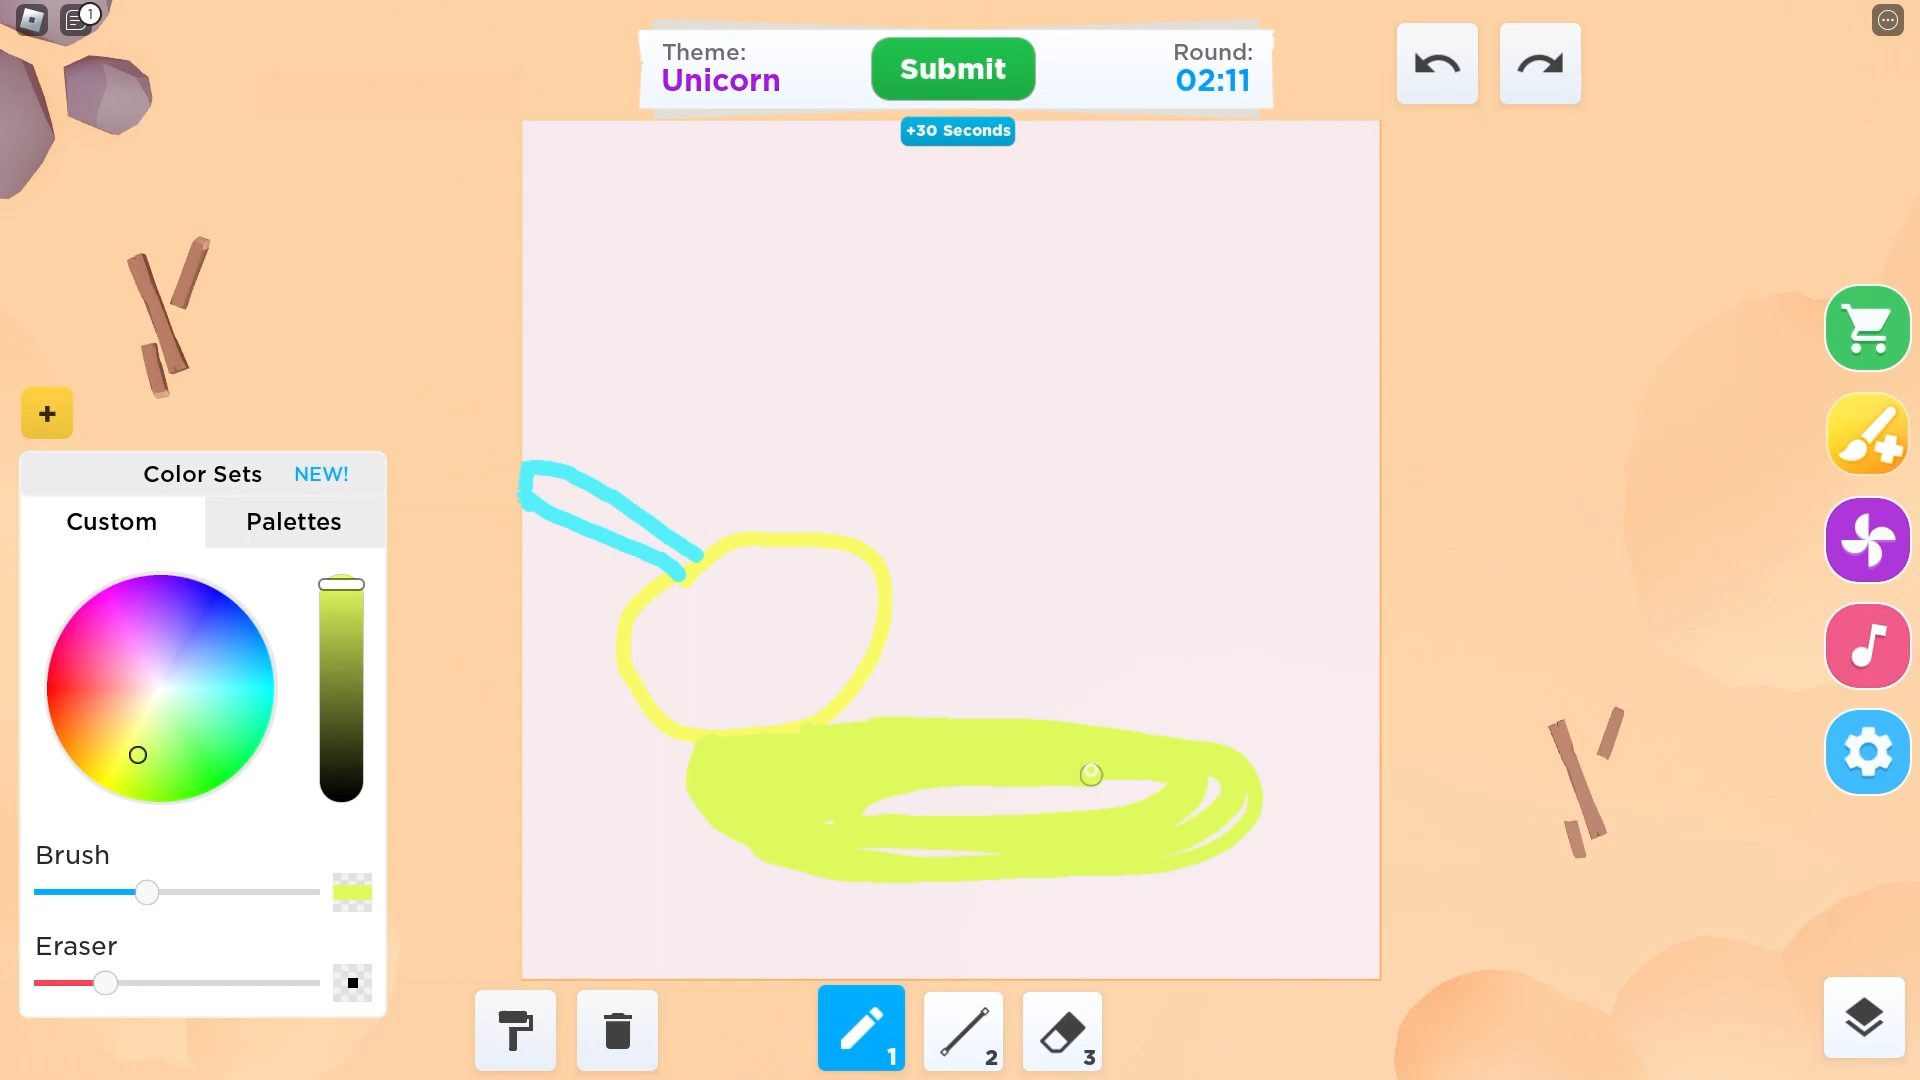 1
Theme:
Unicorn
Submit
Round:
02:11
+30 Seconds
+
Color Sets NEW!
Custom
Palettes
Brush
Eraser
1
2
3